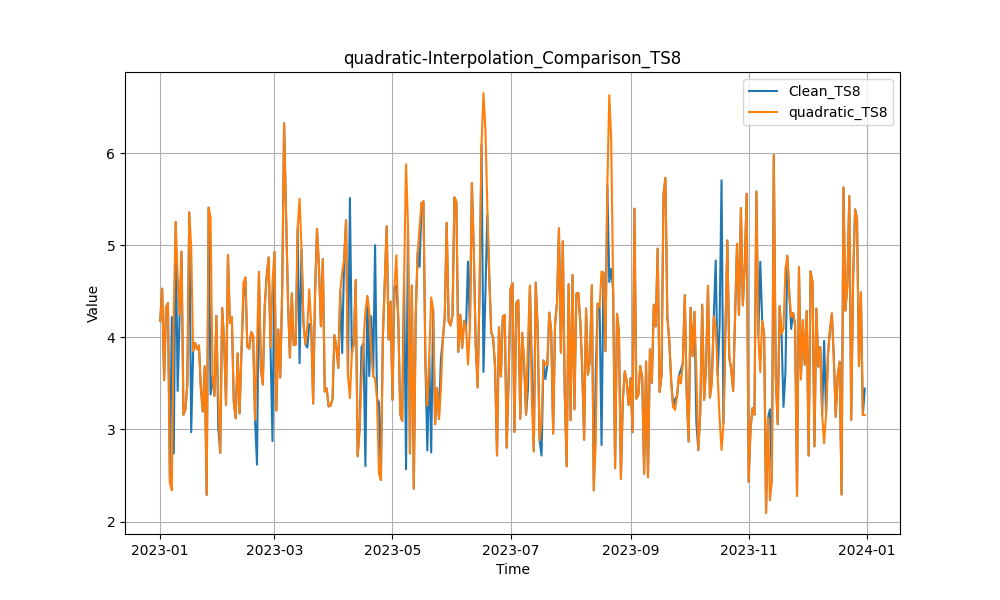 quadratic-Interpolation_Comparison_TS8
Clean_TS8
quadratic_TS8
Value
6
5
4
3
2
2023-01
2023-03
2023-05
2023-07
2023-09
2023-11
2024-01
Time